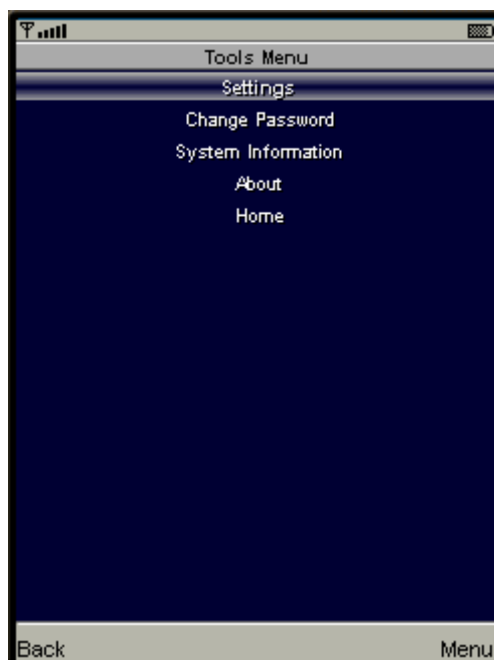 Tools Menu
Settings
Change Password
System Information
About
Home
Back Menu